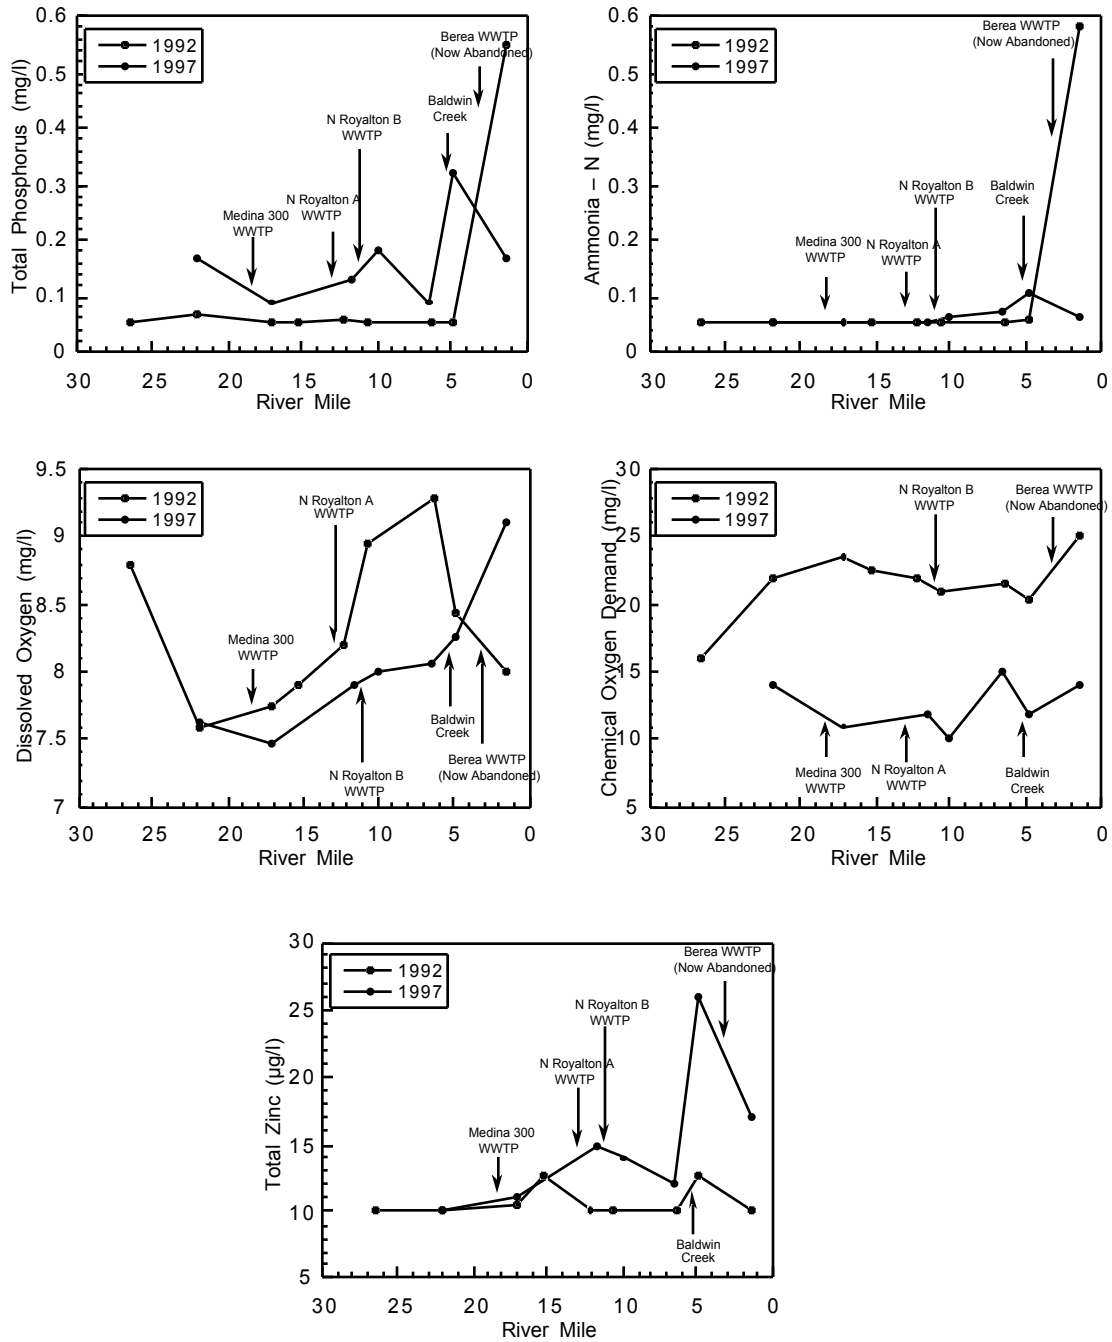 0.6
0.5
0.4
0.3
0.2
0.1
0
Total Phosphorus (mg/l)
1992
1997
Berea WWTP
(Now Abandoned)
Baldwin
Creek
N Royalton B
WWTP
N Royalton A
WWTP
Medina 300
WWTP
30 25 20 15 10 5 0
River Mile
0.6
0.5
0.4
0.3
0.2
0.1
0
Ammonia – N (mg/l)
1992
1997
Berea WWTP
(Now Abandoned)
N Royalton B
WWTP
Baldwin
Creek
Medina 300
WWTP
N Royalton A
WWTP
30 25 20 15 10 5 0
River Mile
9.5
9
8.5
8
7.5
7
Dissolved Oxygen (mg/l)
1992
1997
N Royalton A
WWTP
Medina 300
WWTP
Baldwin
Creek
Berea WWTP
(Now Abandoned)
N Royalton B
WWTP
30 25 20 15 10 5 0
River Mile
30
25
20
15
10
5
Chemical Oxygen Demand (mg/l)
1992
1997
N Royalton B
WWTP
Berea WWTP
(Now Abandoned)
Medina 300
WWTP
N Royalton A
WWTP
Baldwin
Creek
30 25 20 15 10 5 0
River Mile
30
25
20
15
10
5
Total Zinc (µg/l)
1992
1997
Berea WWTP
(Now Abandoned)
N Royalton B
WWTP
N Royalton A
WWTP
Medina 300
WWTP
Baldwin
Creek
30 25 20 15 10 5 0
River Mile